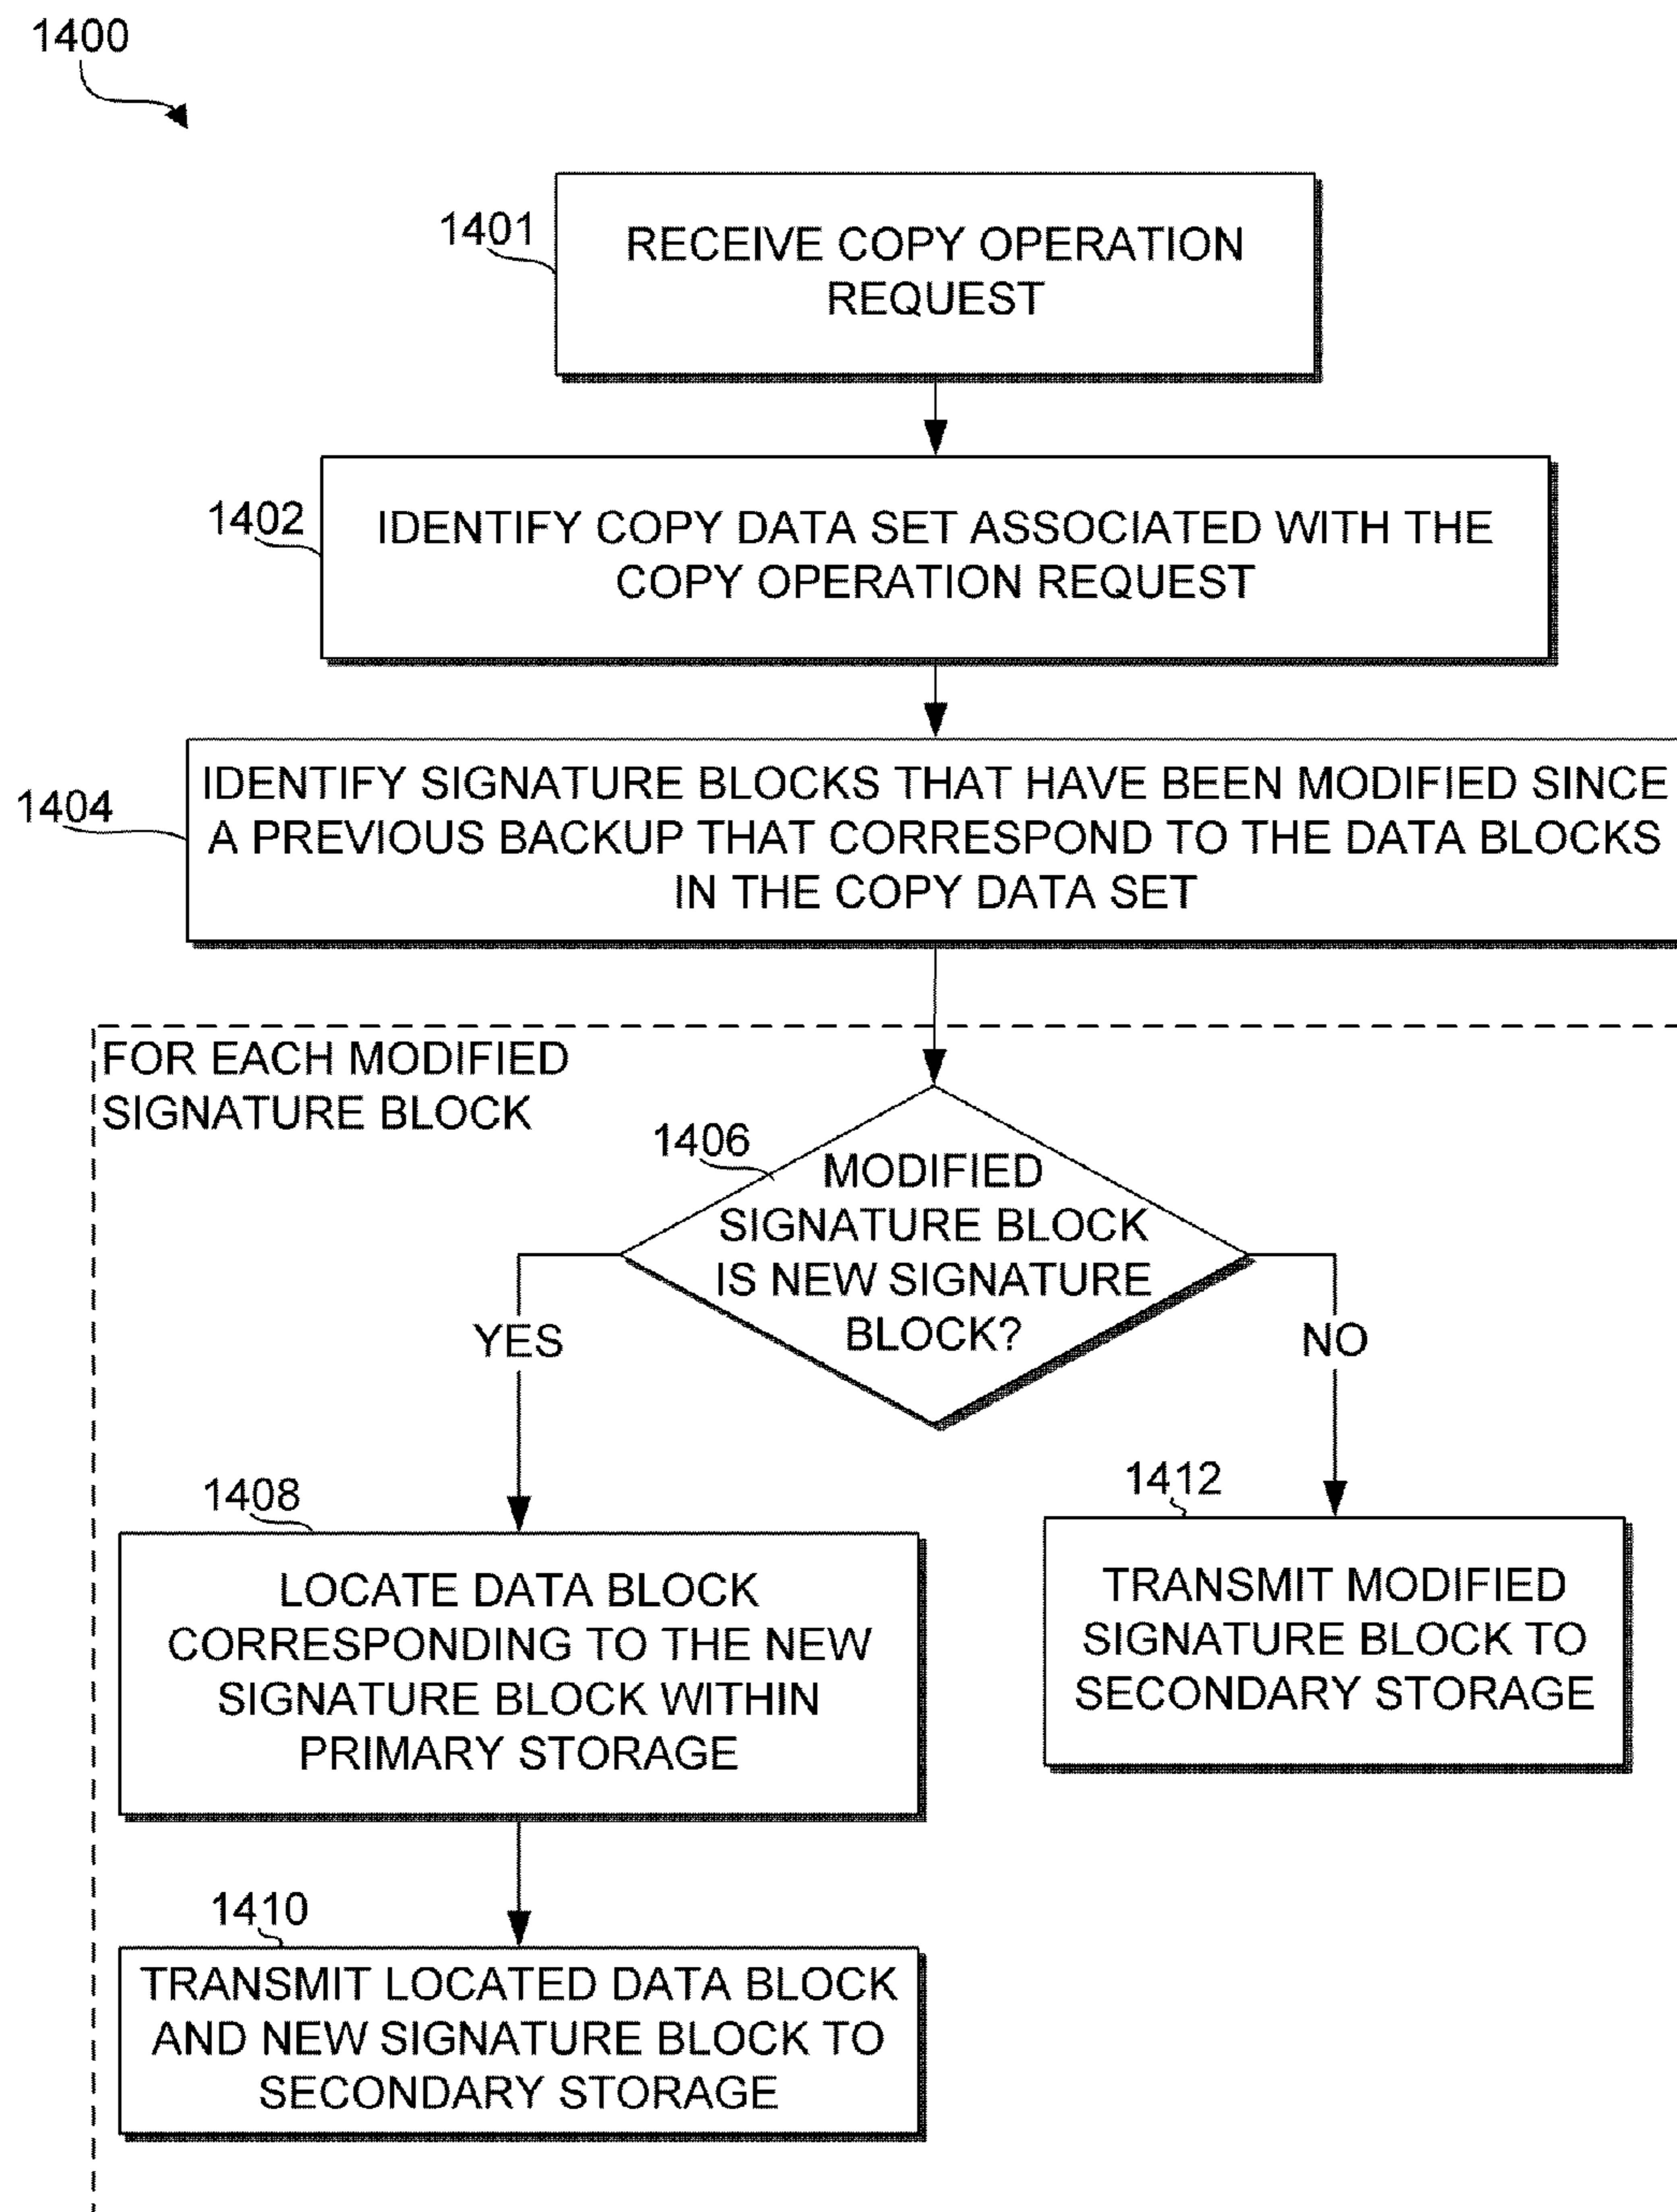 1400
1401
RECEIVE COPY OPERATION
REQUEST
1402
IDENTIFY COPY DATA SET ASSOCIATED WITH THE
COPY OPERATION REQUEST
1404
IDENTIFY SIGNATURE BLOCKS THAT HAVE BEEN MODIFIED SINCE
A PREVIOUS BACKUP THAT CORRESPOND TO THE DATA BLOCKS
IN THE COPY DATA SET
FOR EACH MODIFIED
SIGNATURE BLOCK
1406
MODIFIED
SIGNATURE BLOCK
IS NEW SIGNATURE
BLOCK?
YES
NO
1408
LOCATE DATA BLOCK
CORRESPONDING TO THE NEW
SIGNATURE BLOCK WITHIN
PRIMARY STORAGE
1412
TRANSMIT MODIFIED
SIGNATURE BLOCK TO
SECONDARY STORAGE
1410
TRANSMIT LOCATED DATA BLOCK
AND NEW SIGNATURE BLOCK TO
SECONDARY STORAGE